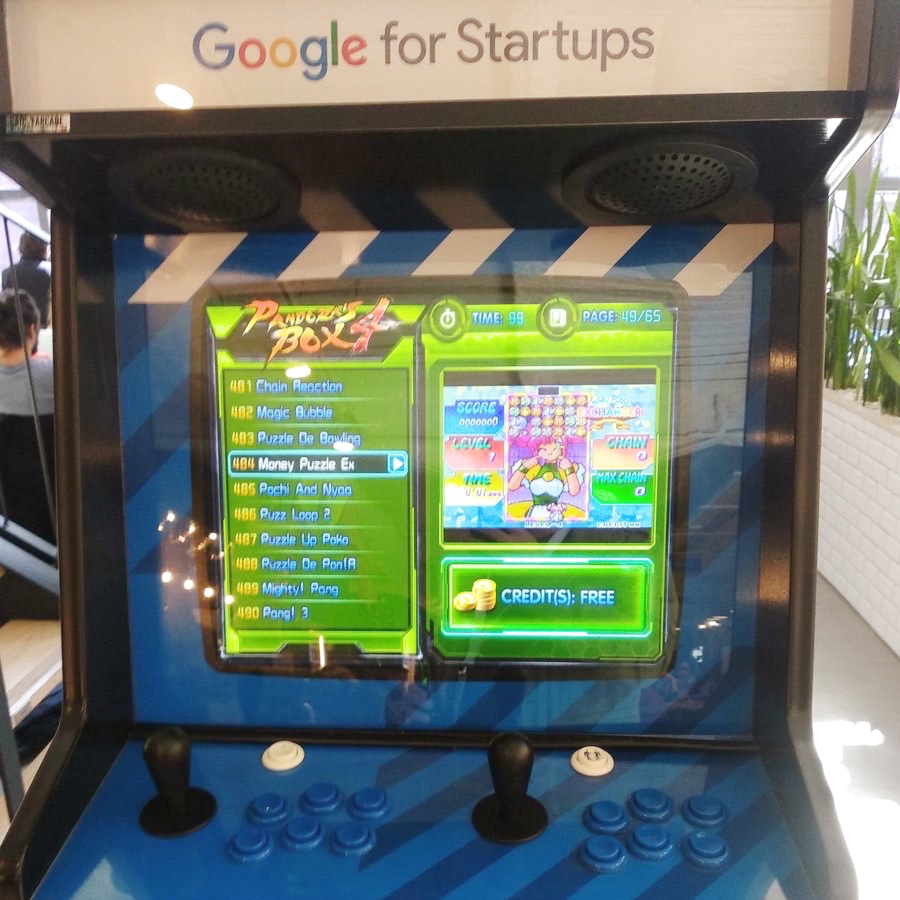 Google for Startups
PANDORA'S
BOX 4
TIME: 99
PAGE: 49/65
481 Chain Reaction
482 Magic Bubble
483 Puzzle De Bowling
484 Money Puzzle Ex
485 Pochi And Nyaa
486 Puzz Loop 2
487 Puzzle Up Poko
488 Puzzle De Pon!R
489 Mighty! Pang
490 Pang! 3
SCORE
0000000
LEVEL
TIME
EXCHANGER
CHAIN
MAX CHAIN
CREDIT(S): FREE